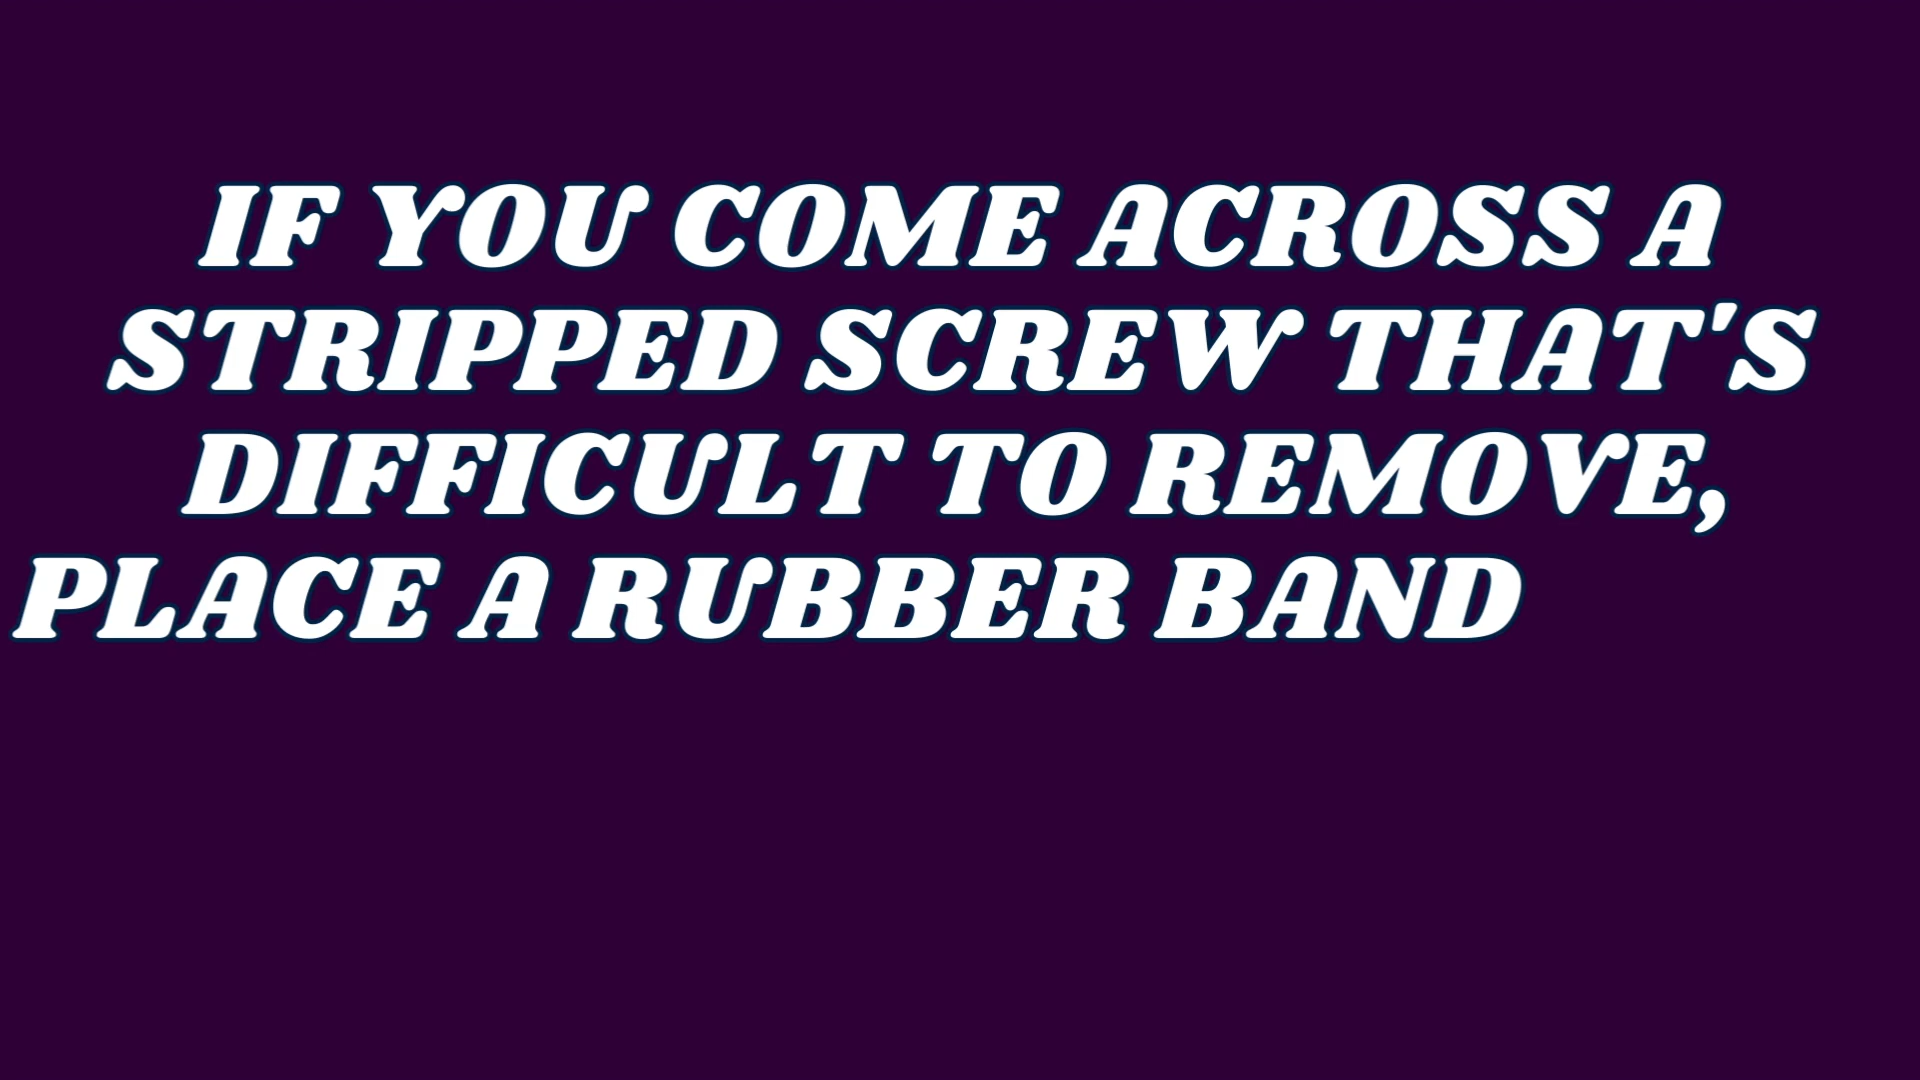 IF YOU COME ACROSS A
STRIPPED SCREW THAT'S
DIFFICULT TO REMOVE,
PLACE A RUBBER BAND